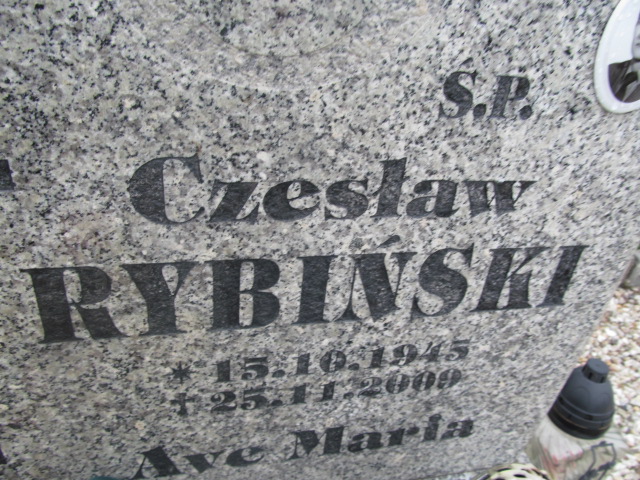 Ś.P.
Czesław
RYBIŃSKI
* 15.10.1945
† 25.11.2009
Ave Maria